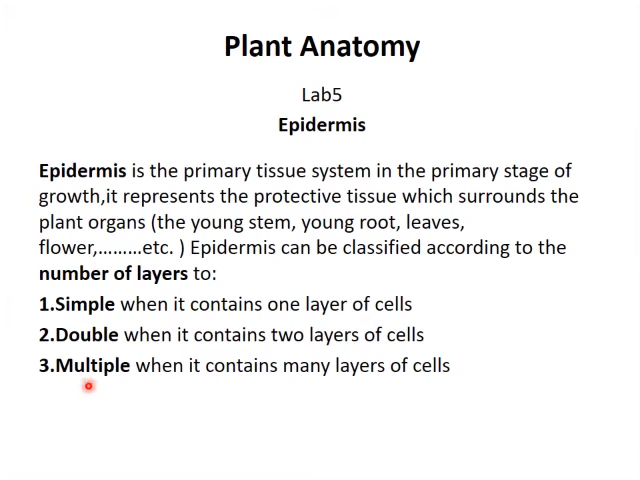 Plant Anatomy
Lab5
Epidermis
Epidermis is the primary tissue system in the primary stage of
growth,it represents the protective tissue which surrounds the
plant organs (the young stem, young root, leaves,
flower,………etc. ) Epidermis can be classified according to the
number of layers to:
1.Simple when it contains one layer of cells
2.Double when it contains two layers of cells
3.Multiple when it contains many layers of cells